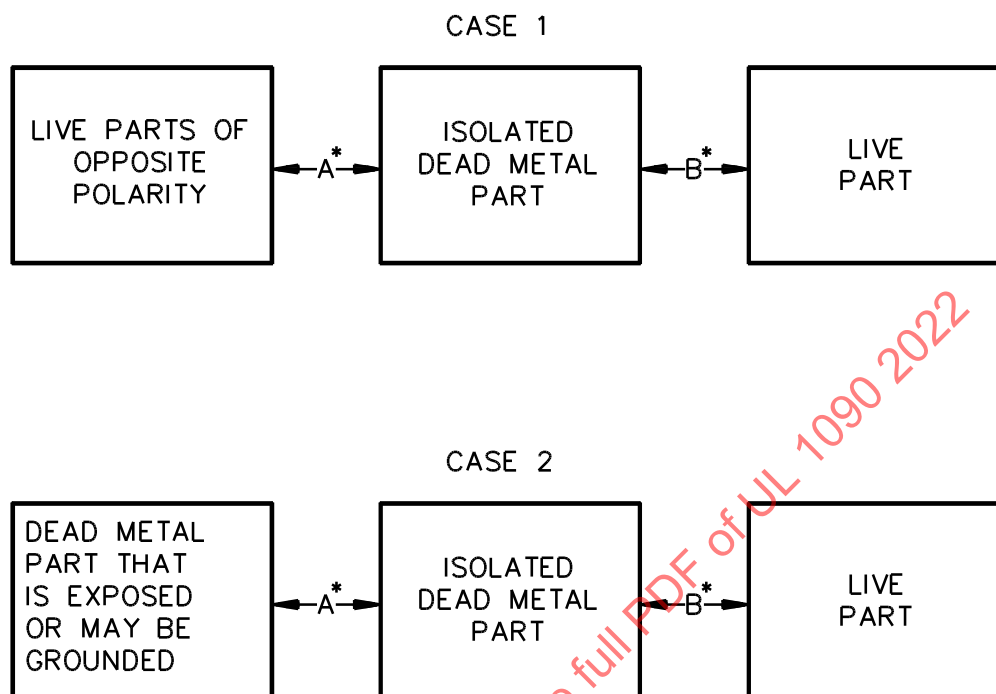 CASE 1
LIVE PARTS OF
OPPOSITE
POLARITY
A*
ISOLATED
DEAD METAL
PART
B*
LIVE
PART
CASE 2
DEAD METAL
PART THAT
IS EXPOSED
OR MAY BE
GROUNDED
A*
ISOLATED
DEAD METAL
PART
B*
LIVE
PART
full PDF of UL 1090 2022